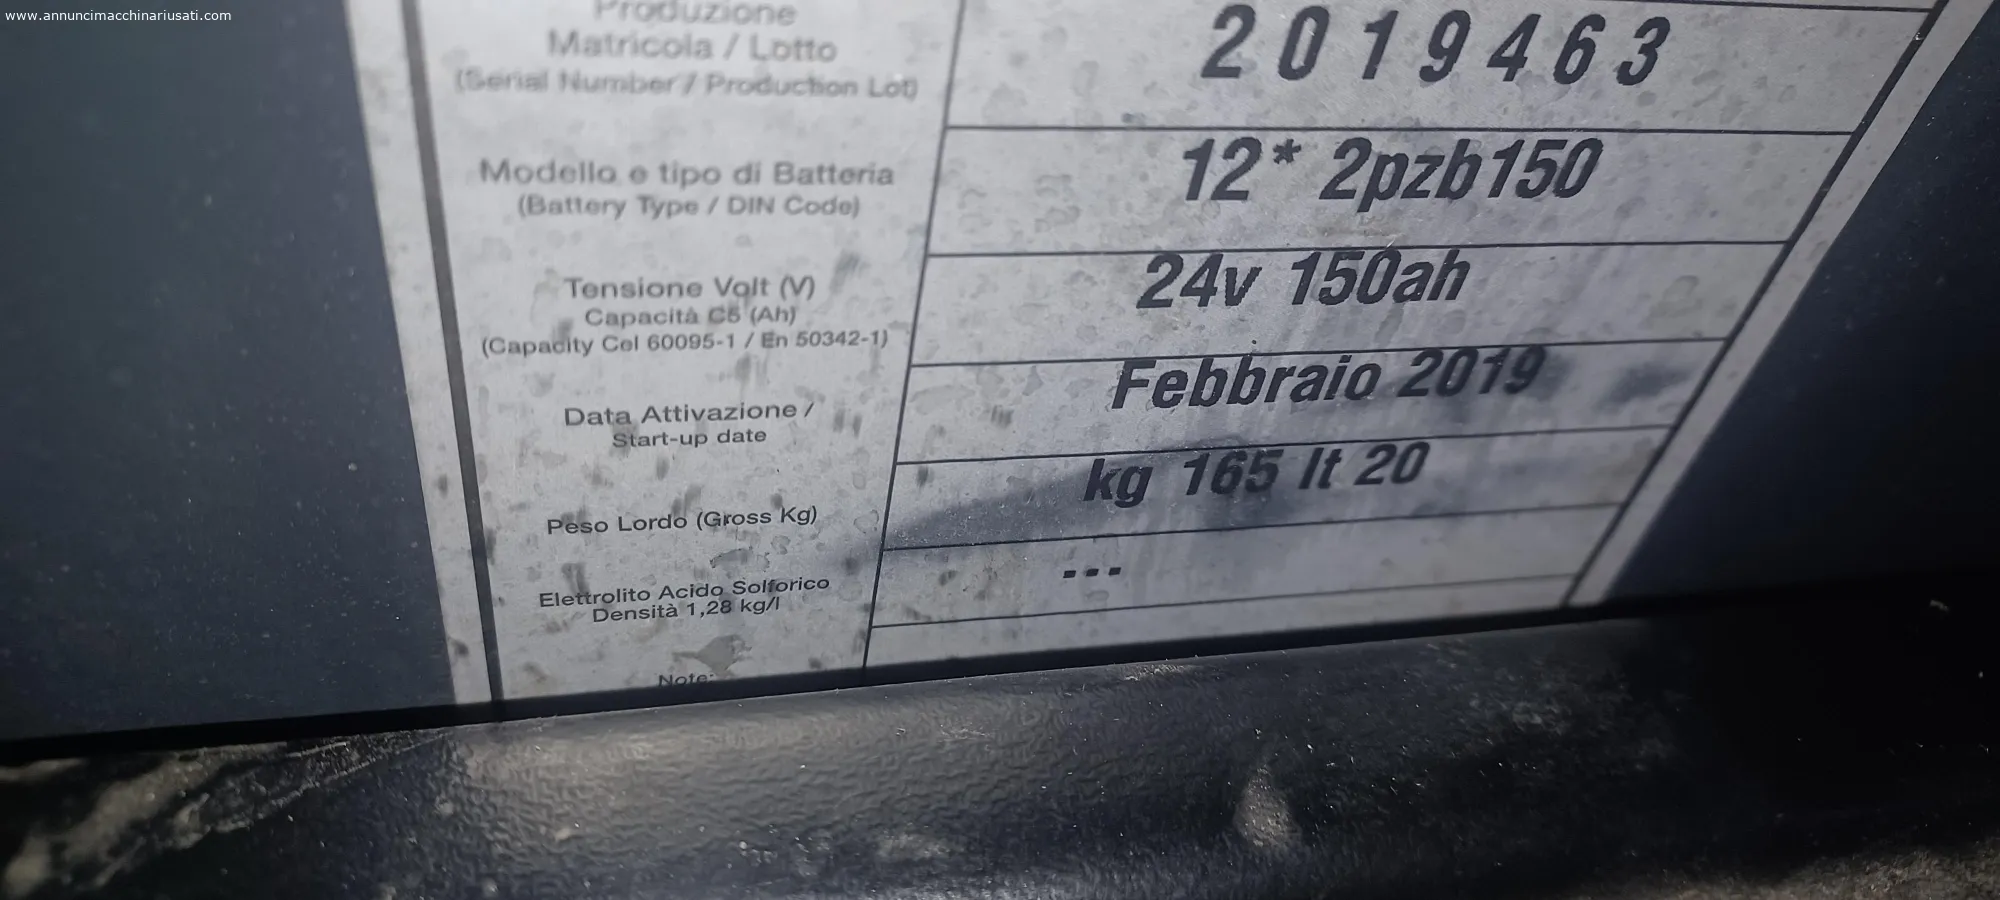 www.annuncimacchinariusati.com
Produzione
Matricola / Lotto
(Serial Number / Production Lot)
2019463
Modello e tipo di Batteria
(Battery Type / DIN Code)
12* 2pzb150
Tensione Volt (V)
Capacità C5 (Ah)
(Capacity Cel 60095-1 / En 50342-1)
24v 150ah
Data Attivazione /
Start-up date
Febbraio 2019
Peso Lordo (Gross Kg)
kg 165 lt 20
Elettrolito Acido Solforico
Densità 1,28 kg/l
...
Note: